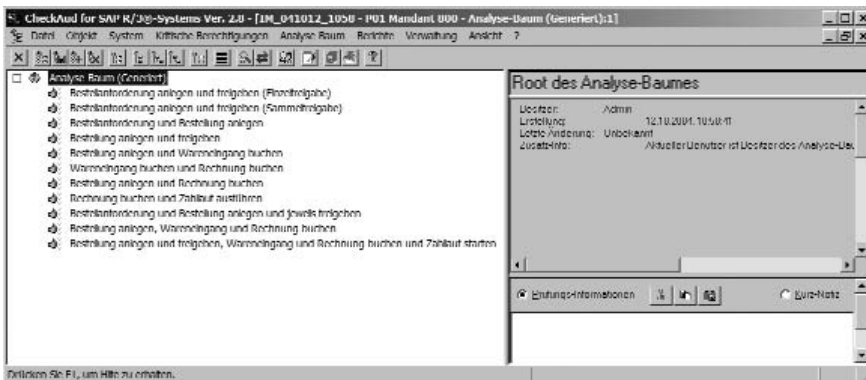 CheckAud for SAP R/3®-Systems Ver. 2.8 - [IM_041012_1058 - P01 Mandant 800 - Analyse-Baum (Generiert):1]
Datei Objekt System Kritische Berechtigungen Analyse Baum Berichte Verwaltung Ansicht ?
Analyse Baum (Generiert)
Bestellanforderung anlegen und freigeben (Einzelfreigabe)
Bestellanforderung anlegen und freigeben (Sammelfreigabe)
Bestellanforderung und Bestellung anlegen
Bestellung anlegen und freigeben
Bestellung anlegen und Wareneingang buchen
Wareneingang buchen und Rechnung buchen
Bestellung anlegen und Rechnung buchen
Rechnung buchen und Zahllauf ausführen
Bestellanforderung und Bestellung anlegen und jeweils freigeben
Bestellung anlegen, Wareneingang und Rechnung buchen
Bestellung anlegen und freigeben, Wareneingang und Rechnung buchen und Zahllauf starten
Root des Analyse-Baumes
Besitzer: Admin
Erstellung: 12.10.2004, 10:58:41
Letzte Änderung: Unbekannt
Zusatz-Info: Aktueller Benutzer ist Besitzer des Analyse-Bau
Prüfungs-Informationen Kurz-Notiz
Drücken Sie F1, um Hilfe zu erhalten.